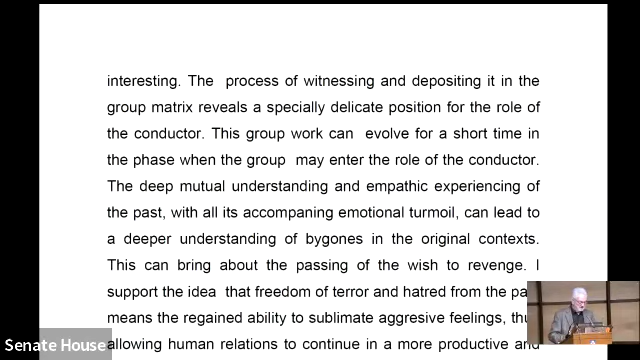 interesting. The process of witnessing and depositing it in the
group matrix reveals a specially delicate position for the role of
the conductor. This group work can evolve for a short time in
the phase when the group may enter the role of the conductor.
The deep mutual understanding and empathic experiencing of
the past, with all its accompaning emotional turmoil, can lead to
a deeper understanding of bygones in the original contexts.
This can bring about the passing of the wish to revenge. I
support the idea that freedom of terror and hatred from the pa
means the regained ability to sublimate aggresive feelings, thu
allowing human relations to continue in a more productive and
Senate House